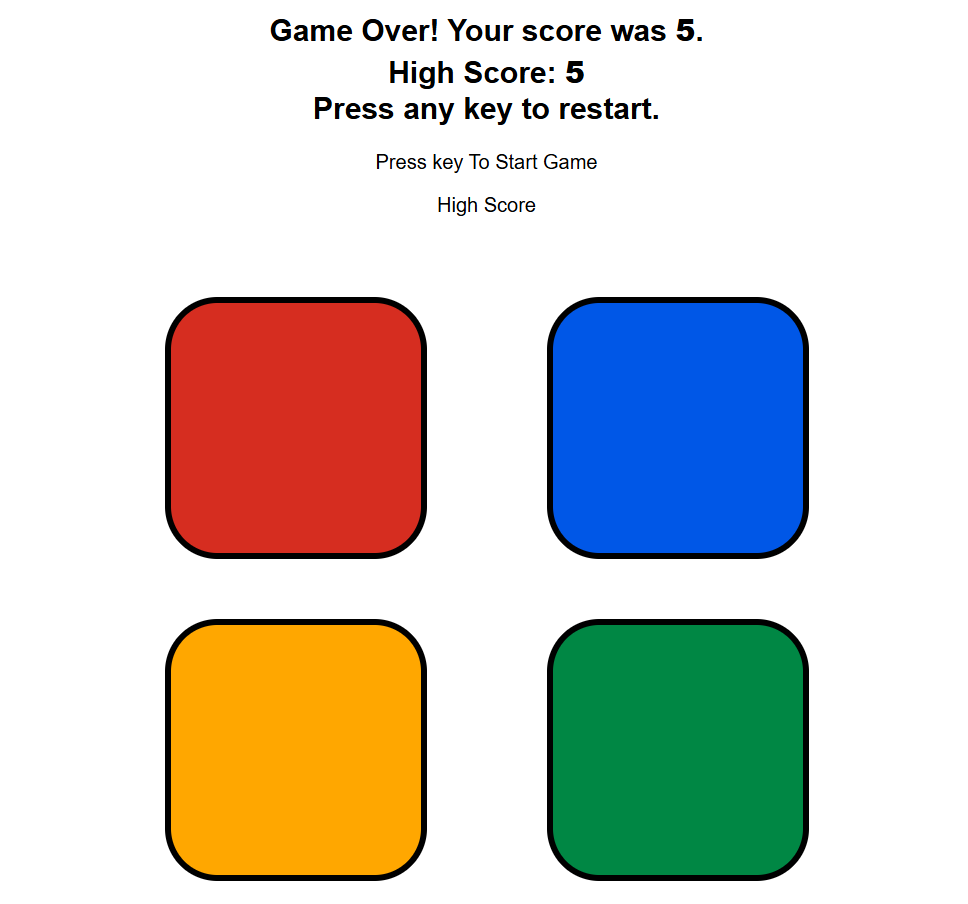 Game Over! Your score was 5.
High Score: 5
Press any key to restart.
Press key To Start Game
High Score